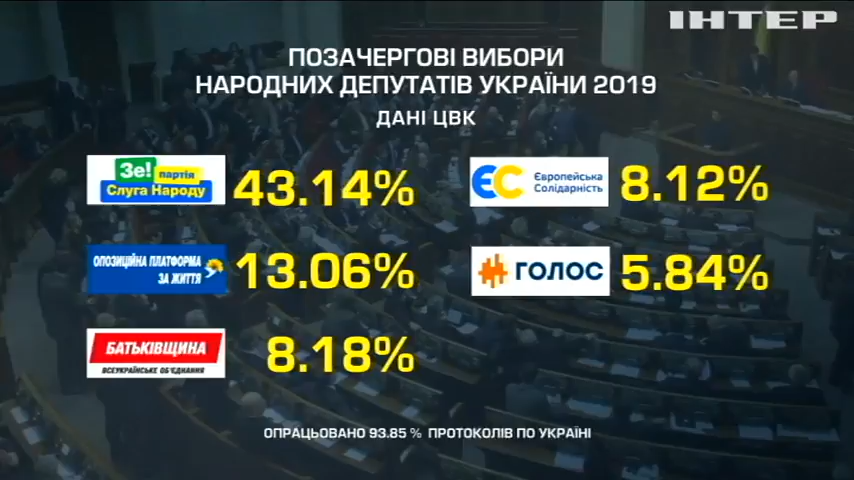 ІНТЕР
ПОЗАЧЕРГОВІ ВИБОРИ
НАРОДНИХ ДЕПУТАТІВ УКРАЇНИ 2019
ДАНІ ЦВК
Зе! партія
Слуга Народу
43.14%
ОПОЗИЦІЙНА ПЛАТФОРМА
ЗА ЖИТТЯ
13.06%
БАТЬКІВЩИНА
ВСЕУКРАЇНСЬКЕ ОБ'ЄДНАННЯ
8.18%
ЄС Європейська
Солідарність
8.12%
ГОЛОС
5.84%
ОПРАЦЬОВАНО 93.85 % ПРОТОКОЛІВ ПО УКРАЇНІ